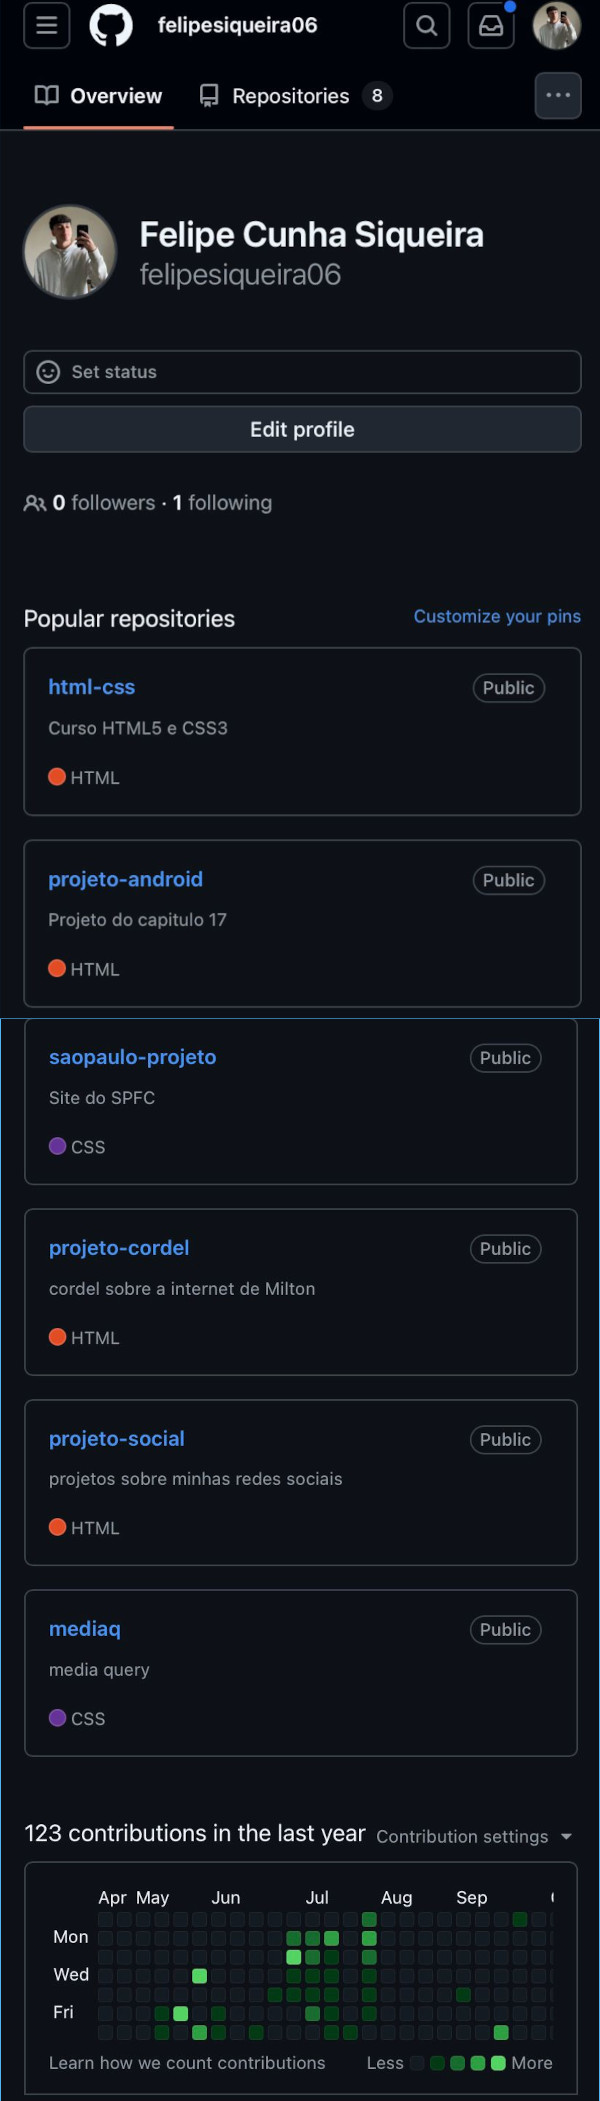 felipesiqueira06
Overview Repositories 8
Felipe Cunha Siqueira
felipesiqueira06
Set status
Edit profile
0 followers · 1 following
Popular repositories Customize your pins
html-css Public
Curso HTML5 e CSS3
HTML
projeto-android Public
Projeto do capitulo 17
HTML
saopaulo-projeto Public
Site do SPFC
CSS
projeto-cordel Public
cordel sobre a internet de Milton
HTML
projeto-social Public
projetos sobre minhas redes sociais
HTML
mediaq Public
media query
CSS
123 contributions in the last year Contribution settings
Apr May Jun Jul Aug Sep
Mon
Wed
Fri
Learn how we count contributions Less More